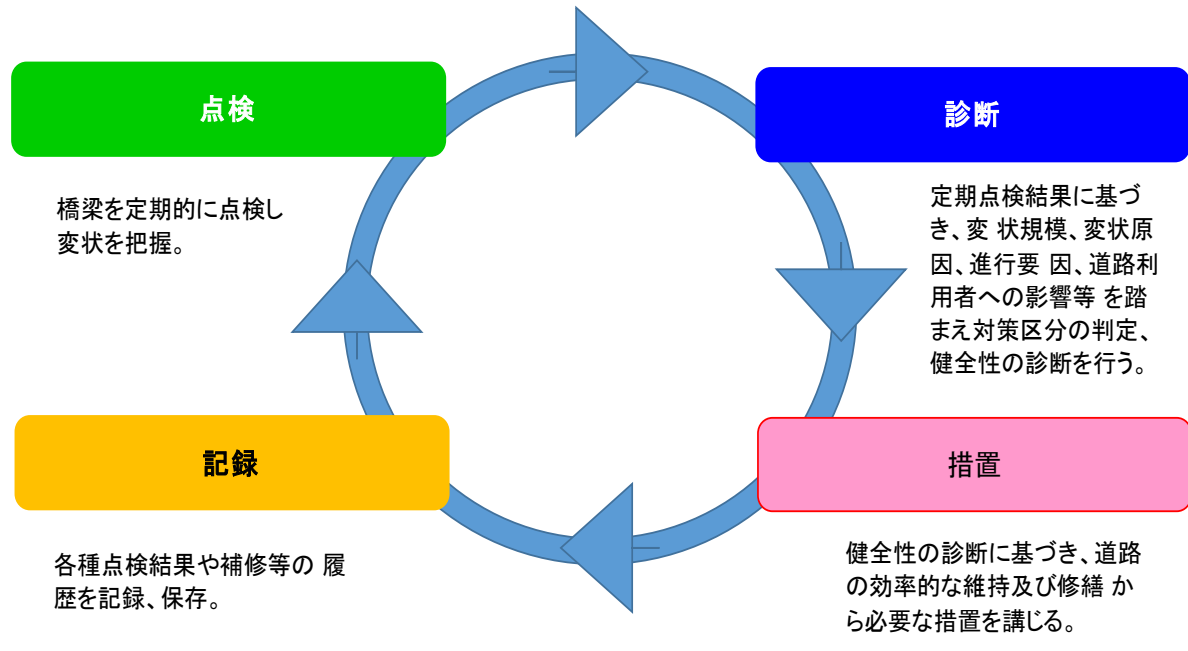 点検
橋梁を定期的に点検し
変状を把握。
診断
定期点検結果に基づ
き、変 状規模、変状原
因、進行要 因、道路利
用者への影響等 を踏
まえ対策区分の判定、
健全性の診断を行う。
措置
健全性の診断に基づき、道路
の効率的な維持及び修繕 か
ら必要な措置を講じる。
記録
各種点検結果や補修等の 履
歴を記録、保存。